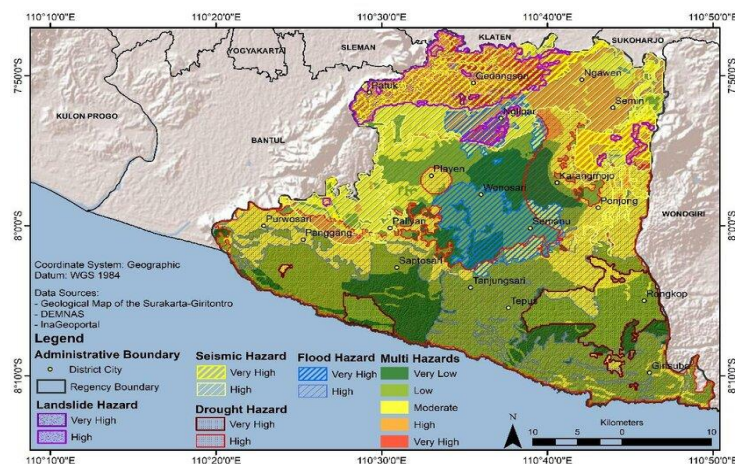 110°10'0"E 110°20'0"E 110°30'0"E 110°40'0"E 110°50'0"E
KLATEN
SUKOHARJO
SLEMAN
YOGYAKARTA
7°50'0"S
7°50'0"S
Gedangsari
Ngawen
Patuk
Semin
KULON PROGO
Nglipar
BANTUL
Playen
Karangmojo
Wonosari
Ponjong
WONOGIRI
8°0'0"S
8°0'0"S
Purwosari
Paliyan
Semanu
Panggang
Saptosari
Coordinate System: Geographic
Datum: WGS 1984
Tanjungsari
Tepus
Rongkop
Data Sources:
- Geological Map of the Surakarta-Giritontro
- DEMNAS
- InaGeoportal
Girisubo
8°10'0"S
8°10'0"S
Legend
Administrative Boundary
District City
Regency Boundary
Landslide Hazard
Very High
High
Seismic Hazard
Very High
High
Drought Hazard
Very High
High
Flood Hazard
Very High
High
Multi Hazards
Very Low
Low
Moderate
High
Very High
N
Kilometers
10 5 0 10
110°10'0"E 110°20'0"E 110°30'0"E 110°40'0"E 110°50'0"E